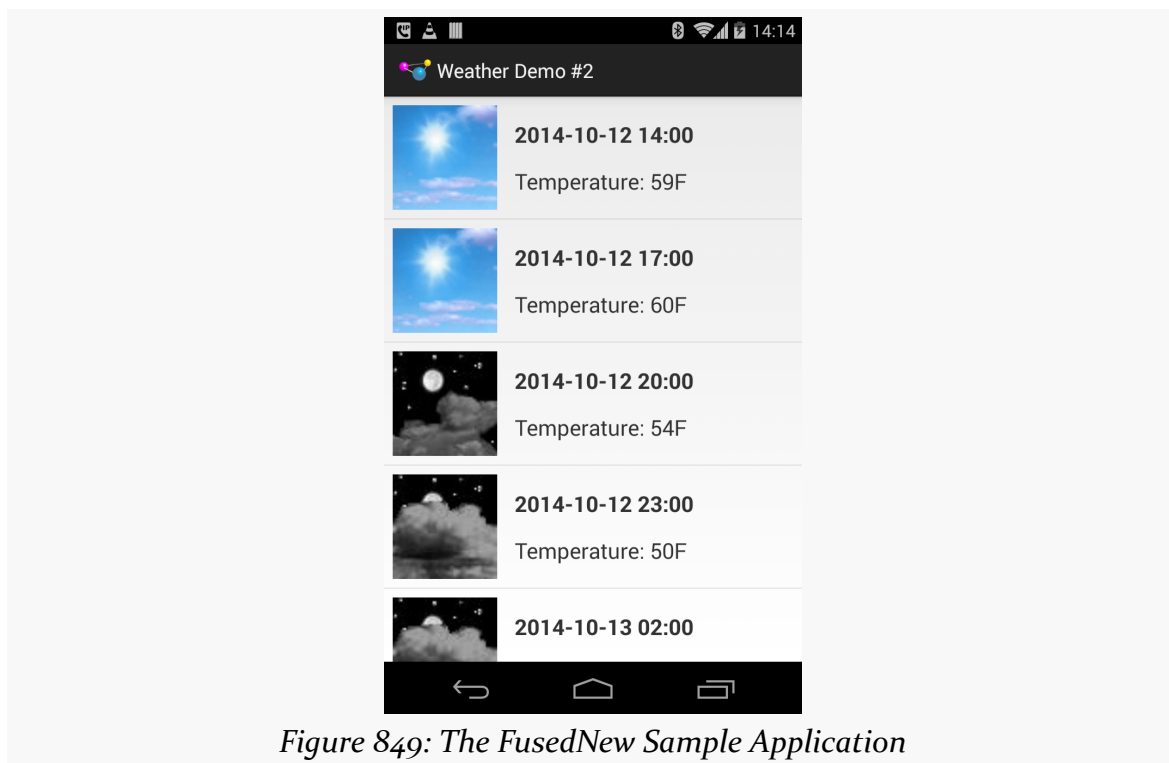 14:14
Weather Demo #2
2014-10-12 14:00
Temperature: 59F
2014-10-12 17:00
Temperature: 60F
2014-10-12 20:00
Temperature: 54F
2014-10-12 23:00
Temperature: 50F
2014-10-13 02:00
Figure 849: The FusedNew Sample Application